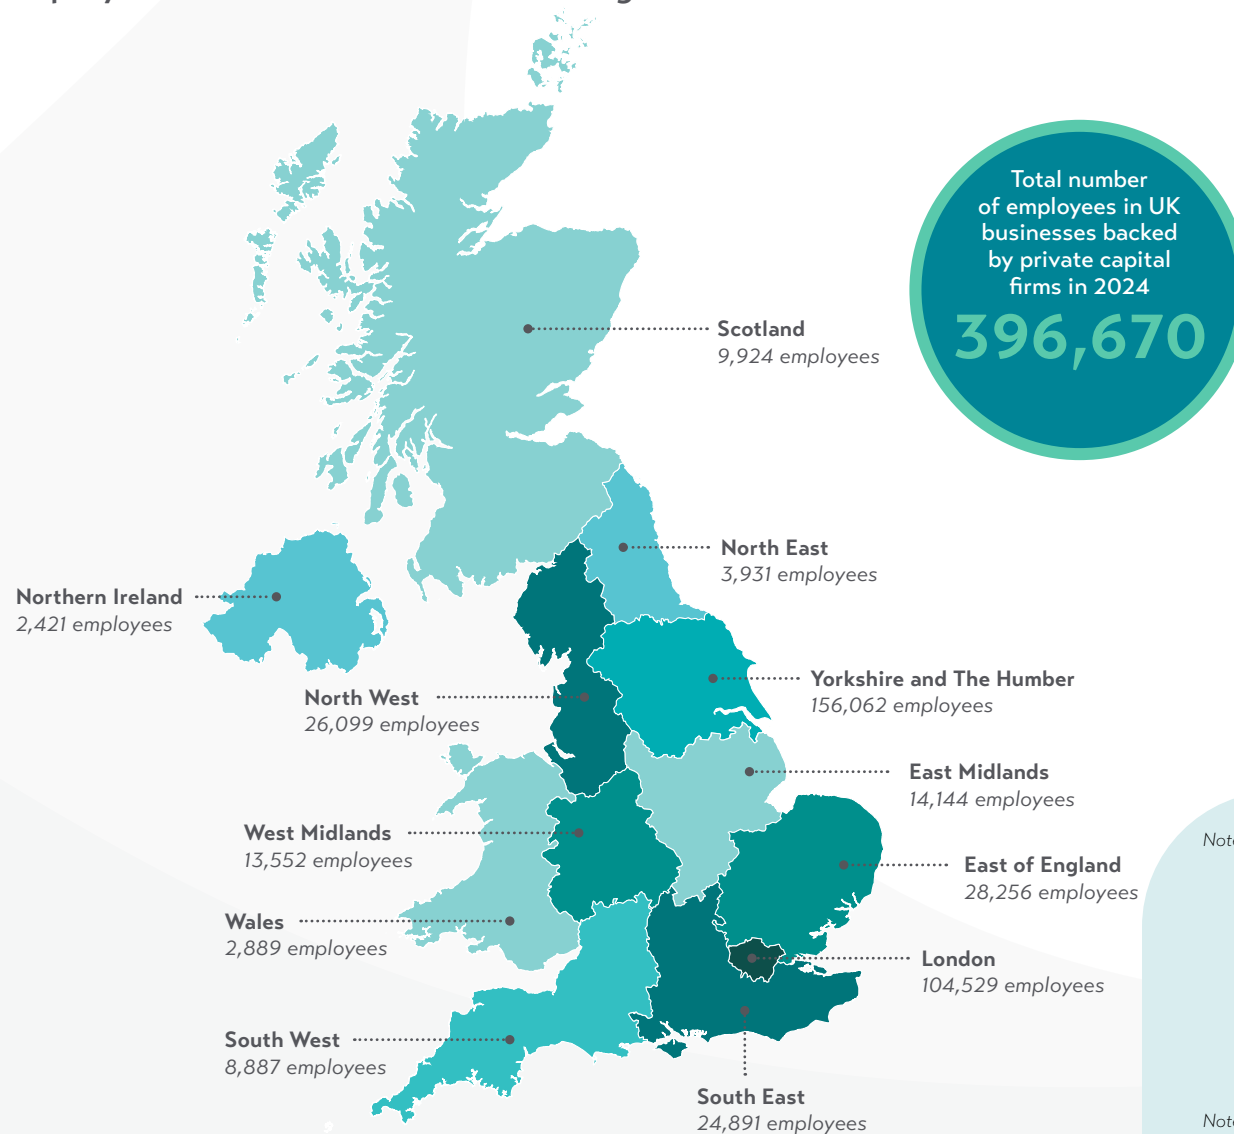 Total number
of employees in UK
businesses backed
by private capital
firms in 2024
396,670
Scotland
9,924 employees
North East
3,931 employees
Northern Ireland
2,421 employees
Yorkshire and The Humber
156,062 employees
North West
26,099 employees
East Midlands
14,144 employees
West Midlands
13,552 employees
East of England
28,256 employees
Wales
2,889 employees
London
104,529 employees
South West
8,887 employees
South East
24,891 employees